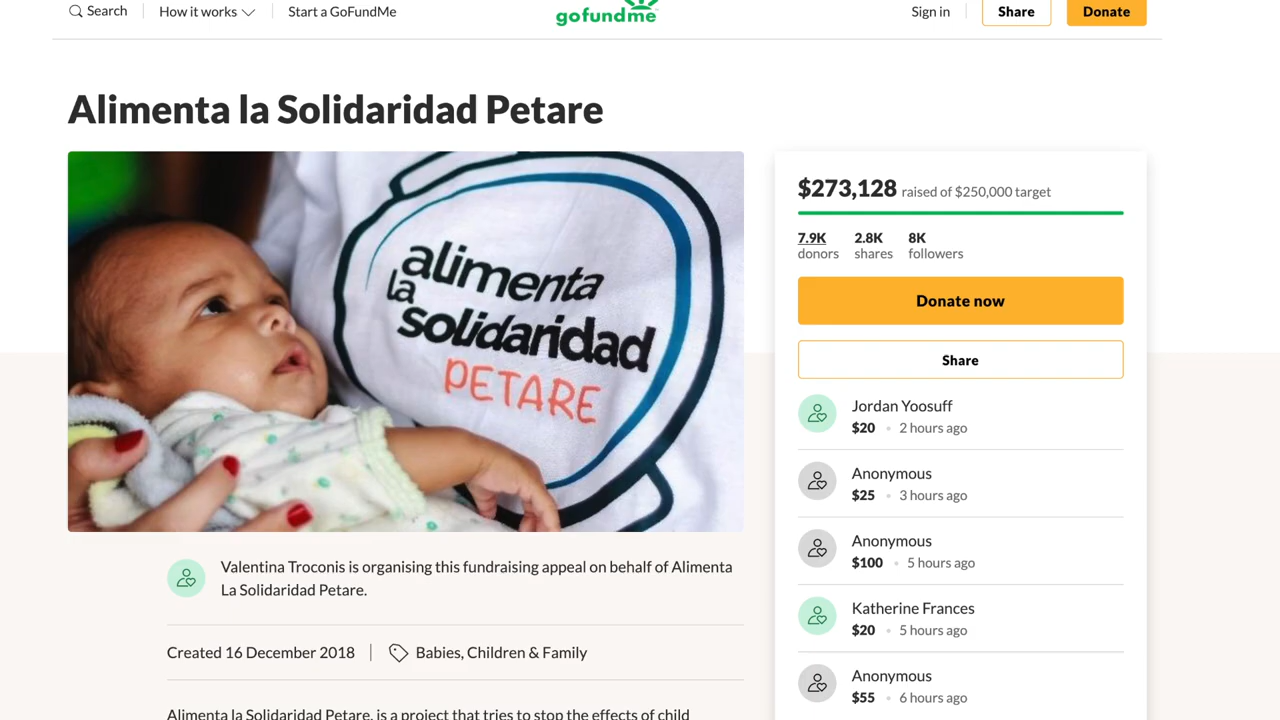 Search
How it works
Start a GoFundMe
gofundme
Sign in
Share
Donate
Alimenta la Solidaridad Petare
alimenta
la
solidaridad
PETARE
Valentina Troconis is organising this fundraising appeal on behalf of Alimenta
La Solidaridad Petare.
Created 16 December 2018
Babies, Children & Family
Alimenta la Solidaridad Petare, is a project that tries to stop the effects of child
$273,128 raised of $250,000 target
7.9K 2.8K 8K
donors shares followers
Donate now
Share
Jordan Yoosuff
$20 • 2 hours ago
Anonymous
$25 • 3 hours ago
Anonymous
$100 • 5 hours ago
Katherine Frances
$20 • 5 hours ago
Anonymous
$55 • 6 hours ago